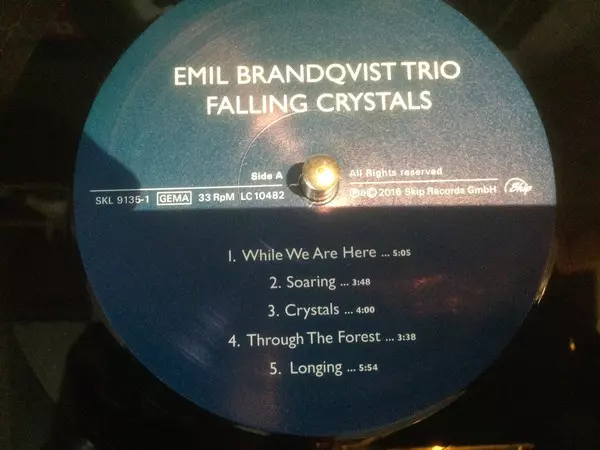 EMIL BRANDQVIST TRIO
FALLING CRYSTALS
Side A
All Rights reserved
SKL 9135-1 GEMA 33 RpM LC 10482
℗ & © 2016 Skip Records GmbH Skip
1. While We Are Here ... 5:05
2. Soaring ... 3:48
3. Crystals ... 4:00
4. Through The Forest ... 3:38
5. Longing ... 5:54